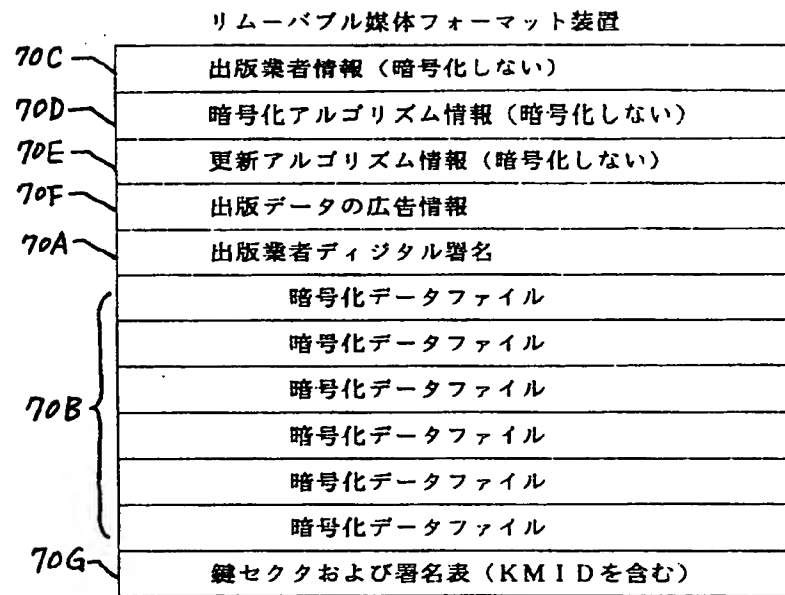 リムーバブル媒体フォーマット装置
70C 出版業者情報（暗号化しない）
70D 暗号化アルゴリズム情報（暗号化しない）
70E 更新アルゴリズム情報（暗号化しない）
70F 出版データの広告情報
70A 出版業者ディジタル署名
暗号化データファイル
暗号化データファイル
暗号化データファイル
70B
暗号化データファイル
暗号化データファイル
暗号化データファイル
70G 鍵セクタおよび署名表（KMIDを含む）